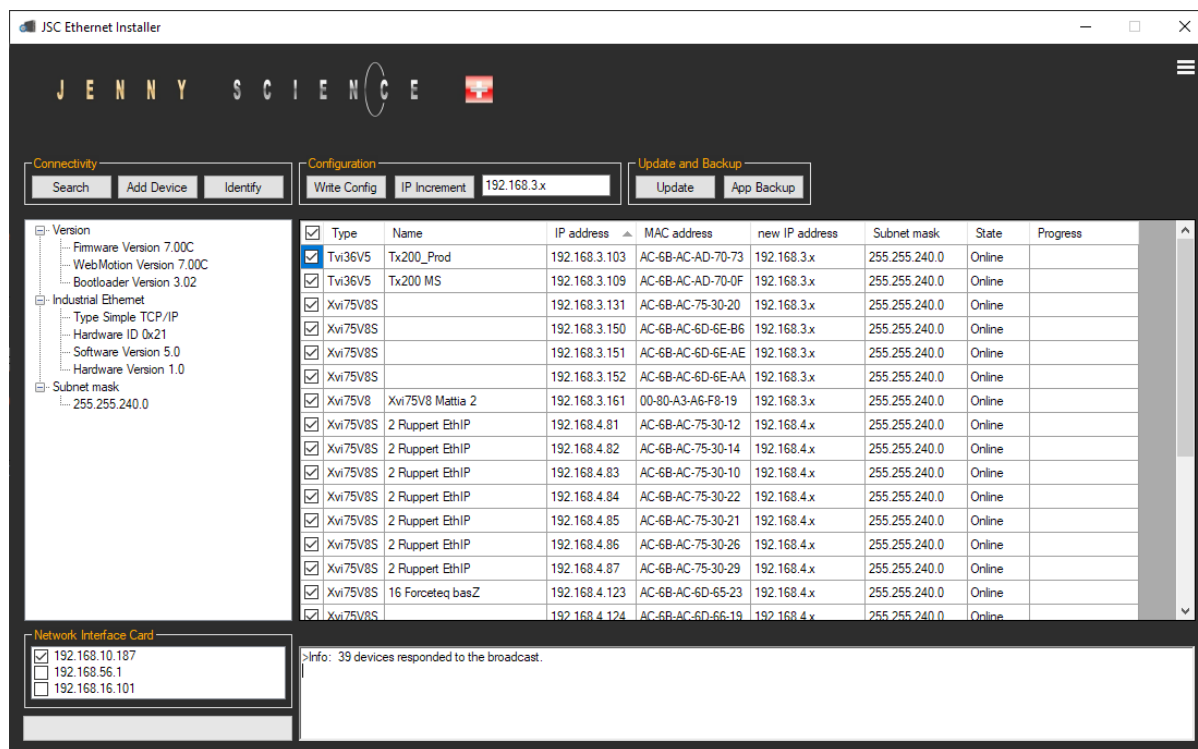 JSC Ethernet Installer
JENNY SCIENCE
Connectivity
Search Add Device Identify
Configuration
Write Config IP Increment 192.168.3.x
Update and Backup
Update App Backup
Version
Firmware Version 7.00C
WebMotion Version 7.00C
Bootloader Version 3.02
Industrial Ethernet
Type Simple TCP/IP
Hardware ID 0x21
Software Version 5.0
Hardware Version 1.0
Subnet mask
255.255.240.0
Type Name IP address MAC address new IP address Subnet mask State Progress
Tvi36V5 Tx200_Prod 192.168.3.103 AC-6B-AC-AD-70-73 192.168.3.x 255.255.240.0 Online
Tvi36V5 Tx200 MS 192.168.3.109 AC-6B-AC-AD-70-0F 192.168.3.x 255.255.240.0 Online
Xvi75V8S 192.168.3.131 AC-6B-AC-75-30-20 192.168.3.x 255.255.240.0 Online
Xvi75V8S 192.168.3.150 AC-6B-AC-6D-6E-B6 192.168.3.x 255.255.240.0 Online
Xvi75V8S 192.168.3.151 AC-6B-AC-6D-6E-AE 192.168.3.x 255.255.240.0 Online
Xvi75V8S 192.168.3.152 AC-6B-AC-6D-6E-AA 192.168.3.x 255.255.240.0 Online
Xvi75V8 Xvi75V8 Mattia 2 192.168.3.161 00-80-A3-A6-F8-19 192.168.3.x 255.255.240.0 Online
Xvi75V8S 2 Ruppert EthIP 192.168.4.81 AC-6B-AC-75-30-12 192.168.4.x 255.255.240.0 Online
Xvi75V8S 2 Ruppert EthIP 192.168.4.82 AC-6B-AC-75-30-14 192.168.4.x 255.255.240.0 Online
Xvi75V8S 2 Ruppert EthIP 192.168.4.83 AC-6B-AC-75-30-10 192.168.4.x 255.255.240.0 Online
Xvi75V8S 2 Ruppert EthIP 192.168.4.84 AC-6B-AC-75-30-22 192.168.4.x 255.255.240.0 Online
Xvi75V8S 2 Ruppert EthIP 192.168.4.85 AC-6B-AC-75-30-21 192.168.4.x 255.255.240.0 Online
Xvi75V8S 2 Ruppert EthIP 192.168.4.86 AC-6B-AC-75-30-26 192.168.4.x 255.255.240.0 Online
Xvi75V8S 2 Ruppert EthIP 192.168.4.87 AC-6B-AC-75-30-29 192.168.4.x 255.255.240.0 Online
Xvi75V8S 16 Forceteq basZ 192.168.4.123 AC-6B-AC-6D-65-23 192.168.4.x 255.255.240.0 Online
Xvi75V8S 192.168.4.124 AC-6B-AC-6D-66-19 192.168.4.x 255.255.240.0 Online
Network Interface Card
192.168.10.187
192.168.56.1
192.168.16.101
>Info: 39 devices responded to the broadcast.